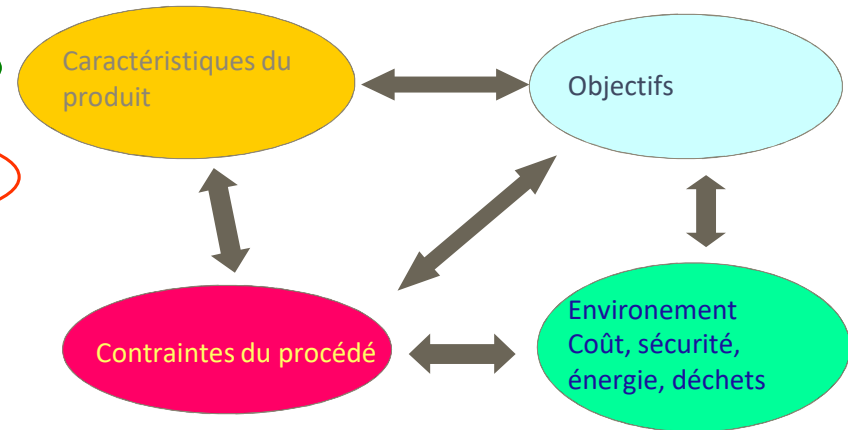 Caractéristiques du
produit
Objectifs
Contraintes du procédé
Environement
Coût, sécurité,
énergie, déchets